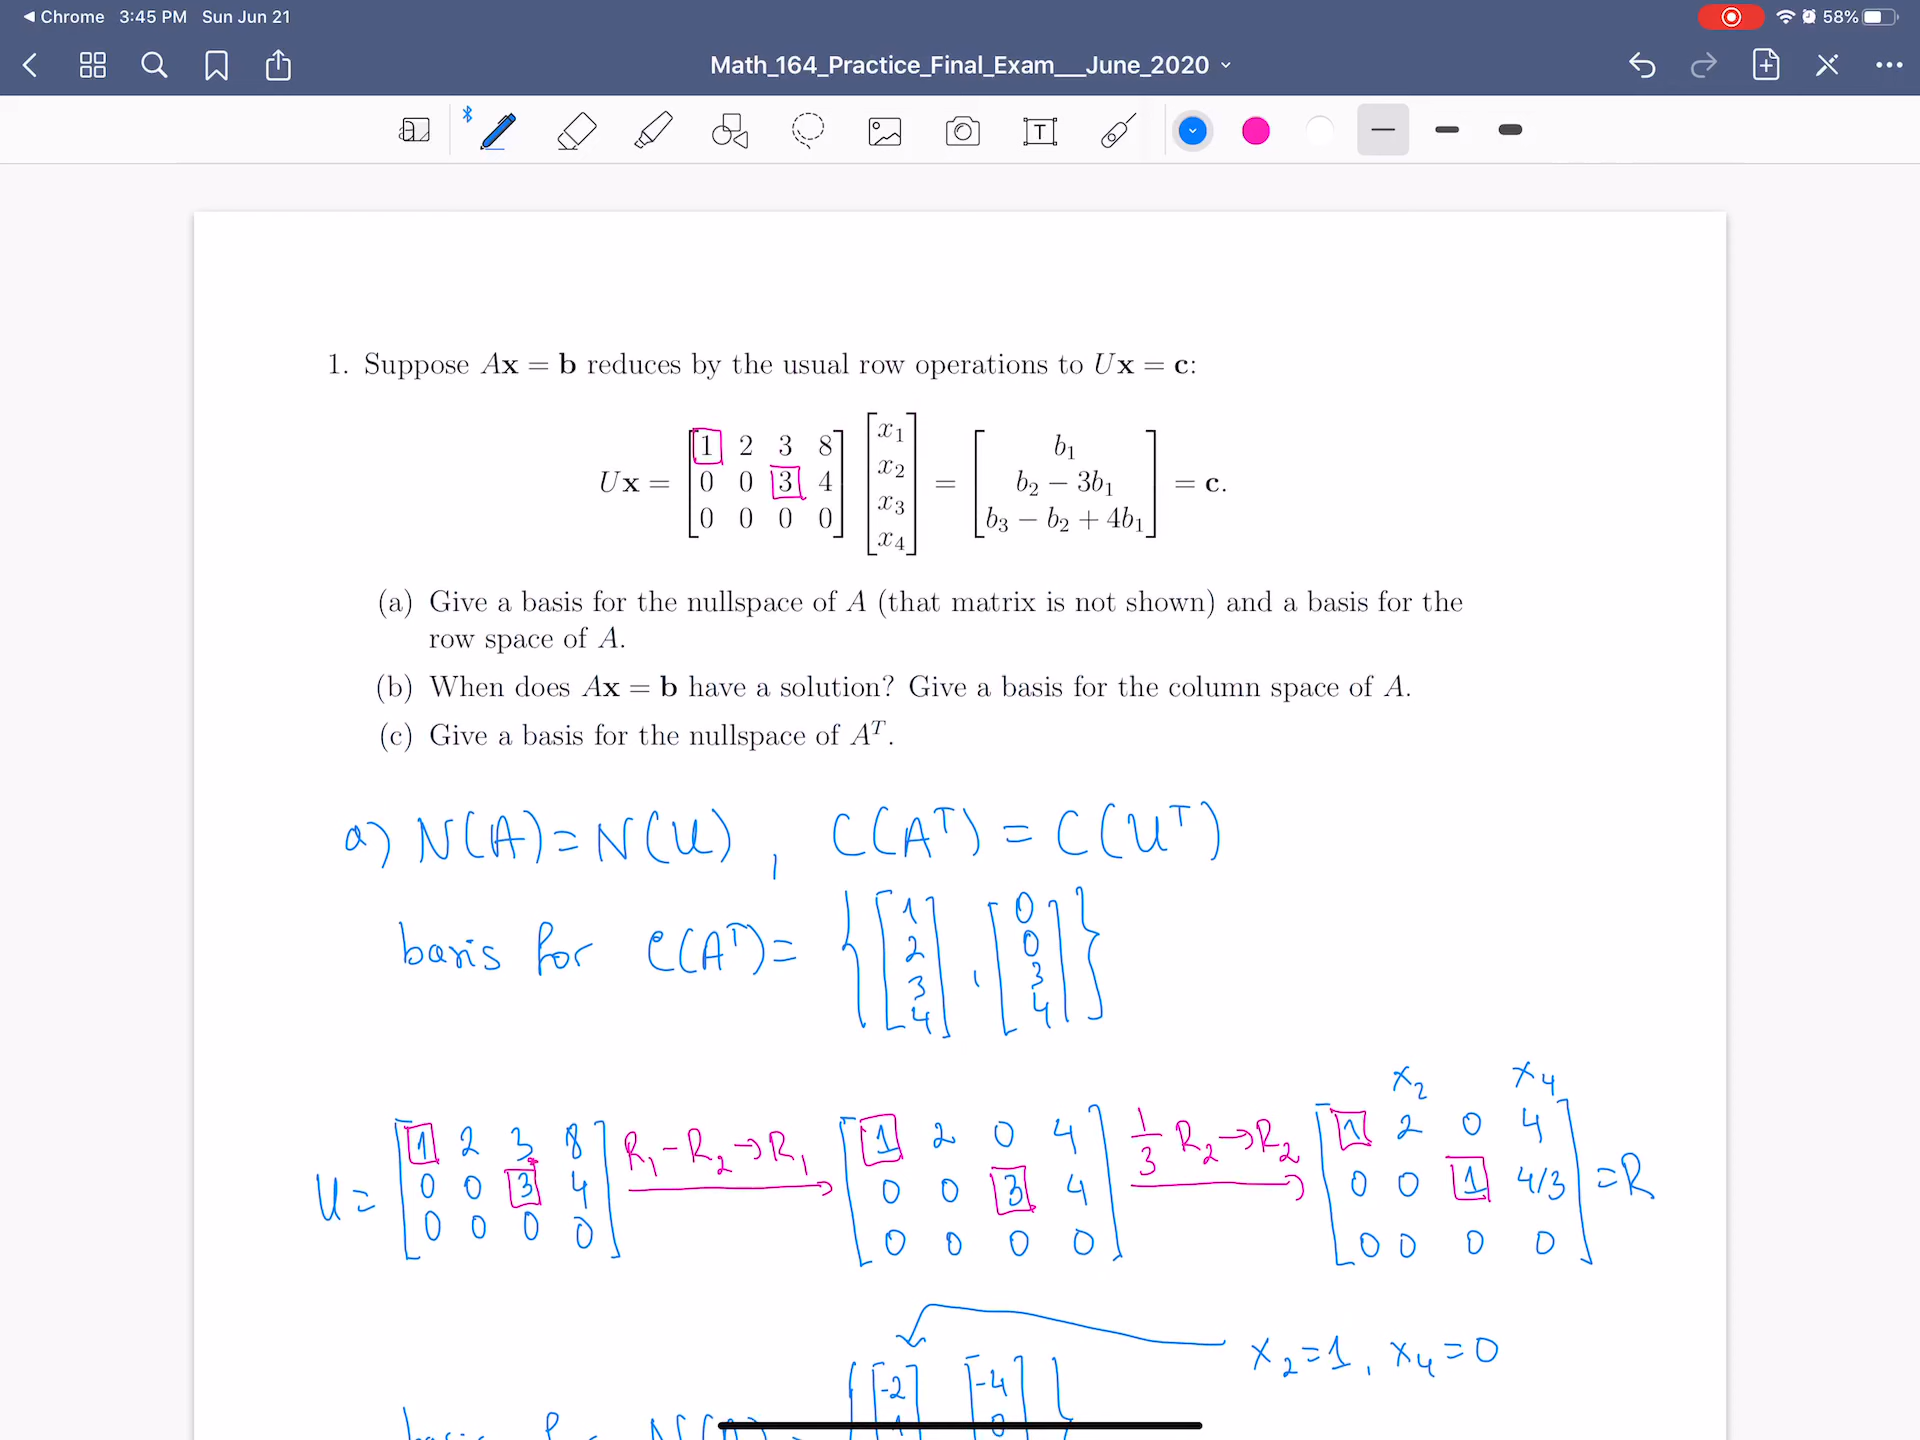 Chrome 3:45 PM Sun Jun 21 58%
Math_164_Practice_Final_Exam___June_2020
1. Suppose Ax = b reduces by the usual row operations to Ux = c:
Ux = [1 2 3 8; 0 0 3 4; 0 0 0 0] [x₁; x₂; x₃; x₄] = [b₁; b₂ − 3b₁; b₃ − b₂ + 4b₁] = c.
(a) Give a basis for the nullspace of A (that matrix is not shown) and a basis for the
row space of A.
(b) When does Ax = b have a solution? Give a basis for the column space of A.
(c) Give a basis for the nullspace of Aᵀ.
a) N(A) = N(U), C(Aᵀ) = C(Uᵀ)
basis for C(Aᵀ) = { [1; 2; 3; 4], [0; 0; 3; 4] }
x₂ x₄
U = [1 2 3 8; 0 0 3 4; 0 0 0 0] R₁ − R₂ → R₁ [1 2 0 4; 0 0 3 4; 0 0 0 0] 1/3 R₂ → R₂ [1 2 0 4; 0 0 1 4/3; 0 0 0 0] = R
x₂ = 1, x₄ = 0
{ [-2 [-4